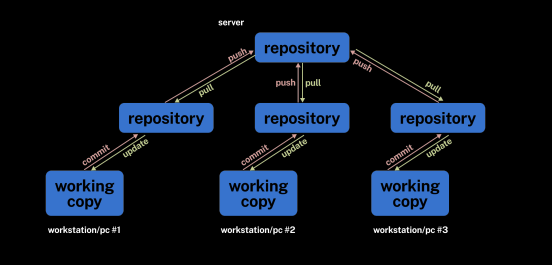 server
repository
push
pull
push
pull
push
pull
repository
repository
repository
commit
update
commit
update
commit
update
working
copy
working
copy
working
copy
workstation/pc #1
workstation/pc #2
workstation/pc #3